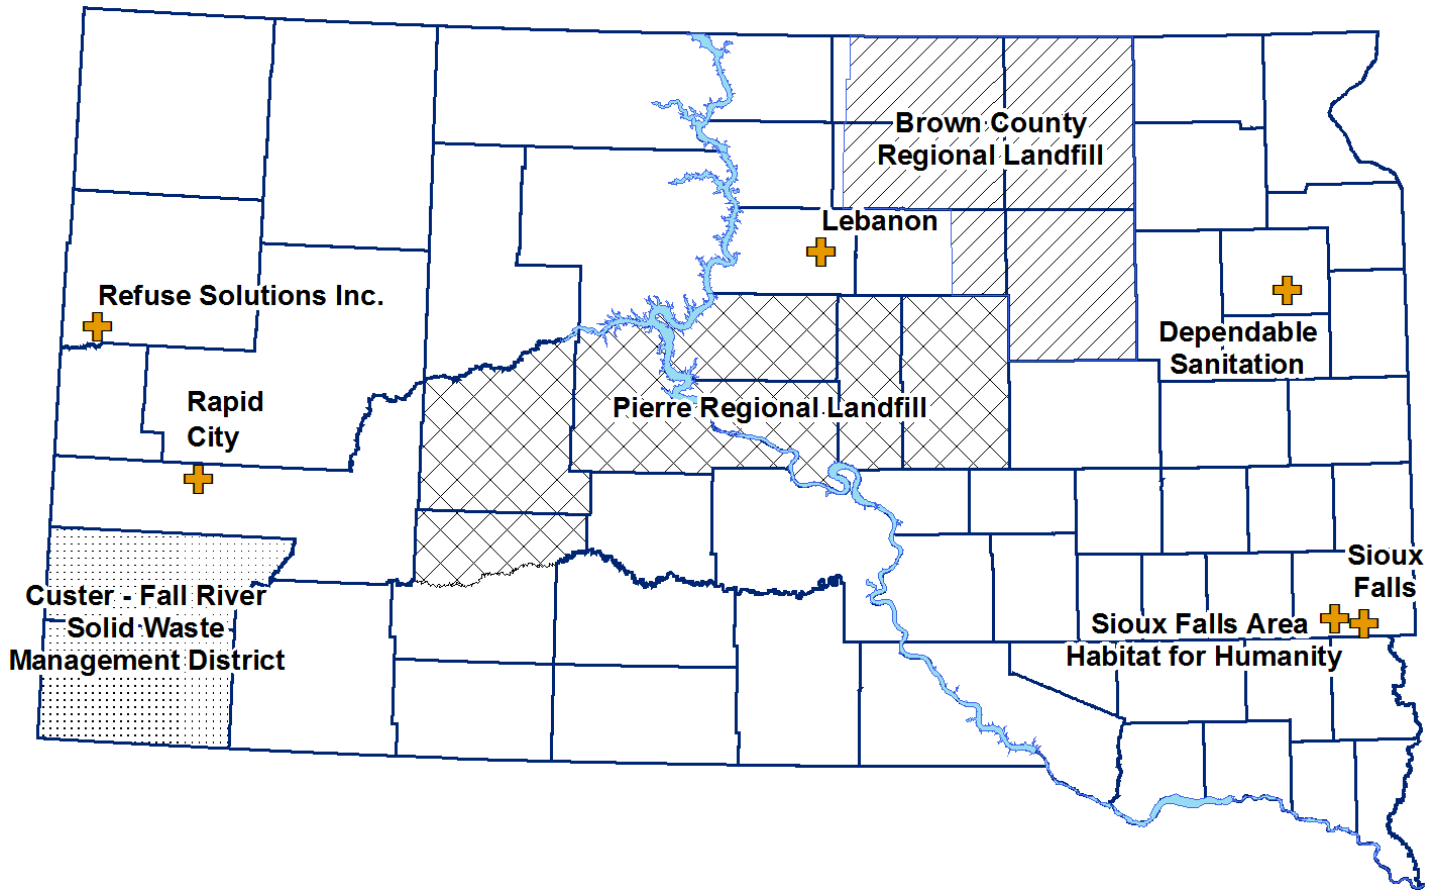 Brown County
Regional Landfill
Lebanon
Refuse Solutions Inc.
Dependable
Sanitation
Rapid
City
Pierre Regional Landfill
Sioux
Falls
Custer - Fall River
Solid Waste
Management District
Sioux Falls Area
Habitat for Humanity